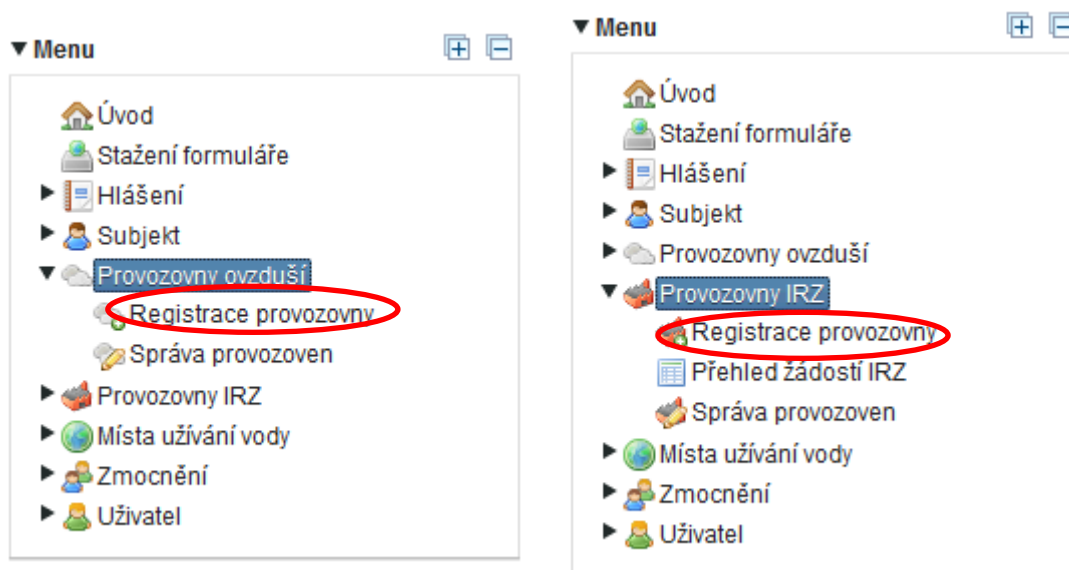 Menu
Úvod
Stažení formuláře
Hlášení
Subjekt
Provozovny ovzduší
Registrace provozovny
Správa provozoven
Provozovny IRZ
Místa užívání vody
Zmocnění
Uživatel
Menu
Úvod
Stažení formuláře
Hlášení
Subjekt
Provozovny ovzduší
Provozovny IRZ
Registrace provozovny
Přehled žádostí IRZ
Správa provozoven
Místa užívání vody
Zmocnění
Uživatel